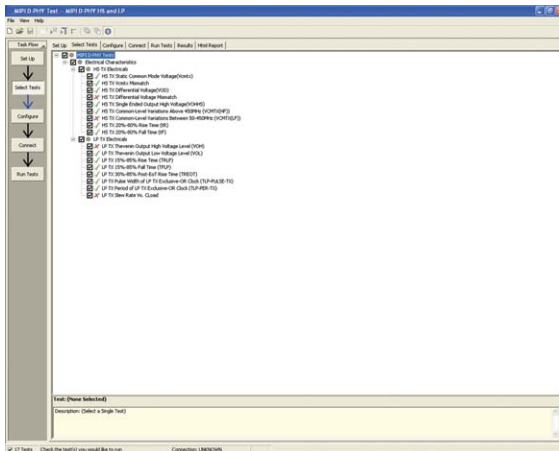 MIPI D-PHY Test -- MIPI D-PHY HS and LP
File View Help
Task Flow
Set Up Select Tests Configure Connect Run Tests Results Html Report
Set Up
Select Tests
Configure
Connect
Run Tests
MIPI D-PHY Tests
Electrical Characteristics
HS TX Electricals
HS TX Static Common Mode Voltage(Vcmtx)
HS TX Vcmtx Mismatch
HS TX Differential Voltage(VOD)
HS TX Differential Voltage Mismatch
HS TX Single Ended Output High Voltage(VOHHS)
HS TX Common-Level Variations Above 450MHz (VCMTX(HF))
HS TX Common-Level Variations Between 50-450MHz (VCMTX(LF))
HS TX 20%-80% Rise Time (tR)
HS TX 20%-80% Fall Time (tF)
LP TX Electricals
LP TX Thevenin Output High Voltage Level (VOH)
LP TX Thevenin Output Low Voltage Level (VOL)
LP TX 15%-85% Rise Time (TRLP)
LP TX 15%-85% Fall Time (TFLP)
LP TX 30%-85% Post-EoT Rise Time (TREOT)
LP TX Pulse Width of LP TX Exclusive-OR Clock (TLP-PULSE-TX)
LP TX Period of LP TX Exclusive-OR Clock (TLP-PER-TX)
LP TX Slew Rate Vs. CLoad
Test: (None Selected)
Description: (Select a Single Test)
17 Tests Check the test(s) you would like to run Connection: UNKNOWN